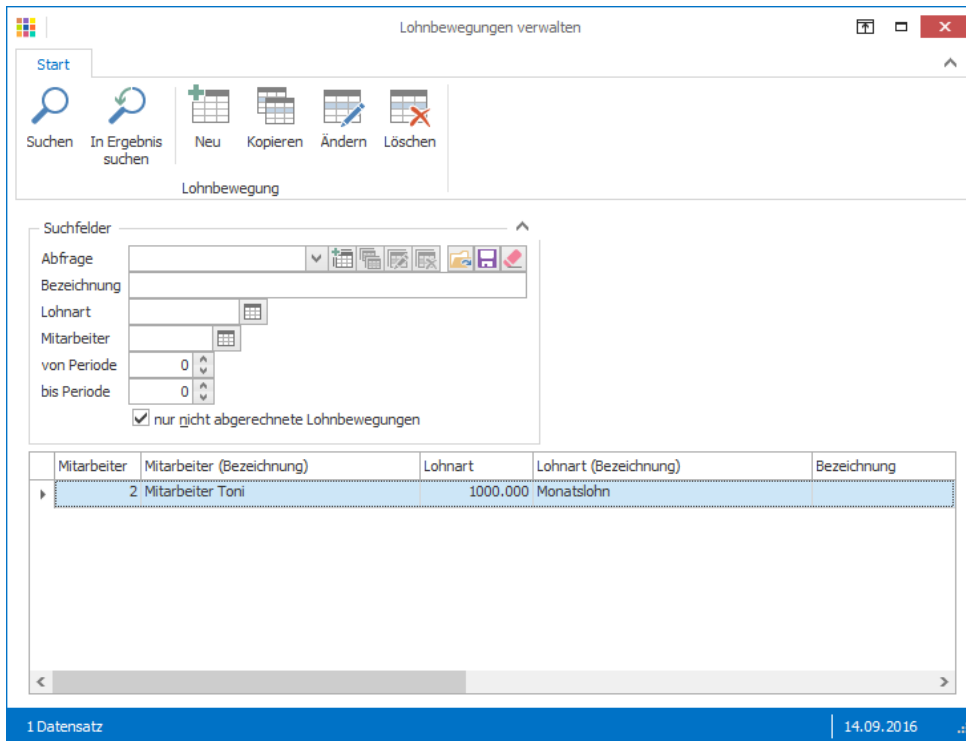 Lohnbewegungen verwalten
Start
Suchen In Ergebnis suchen Neu Kopieren Ändern Löschen
Lohnbewegung
Suchfelder
Abfrage
Bezeichnung
Lohnart
Mitarbeiter
von Periode 0
bis Periode 0
nur nicht abgerechnete Lohnbewegungen
Mitarbeiter Mitarbeiter (Bezeichnung) Lohnart Lohnart (Bezeichnung) Bezeichnung
2 Mitarbeiter Toni 1000.000 Monatslohn
1 Datensatz 14.09.2016